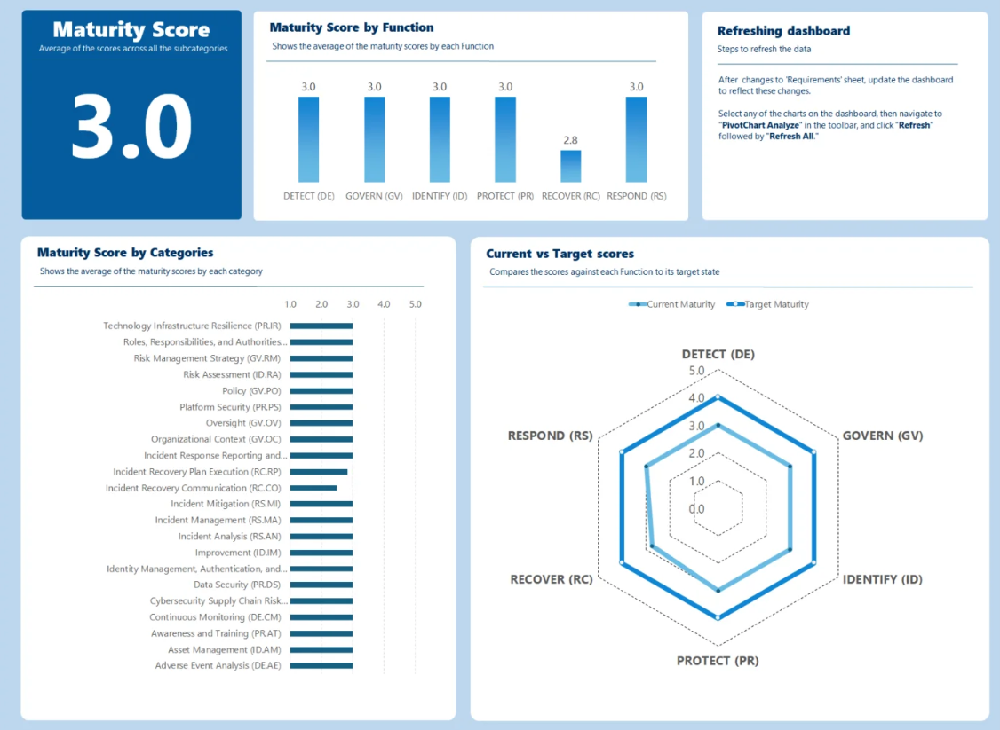 Maturity Score
Average of the scores across all the subcategories
3.0
Maturity Score by Function
Shows the average of the maturity scores by each Function
3.0 3.0 3.0 3.0 2.8 3.0
DETECT (DE) GOVERN (GV) IDENTIFY (ID) PROTECT (PR) RECOVER (RC) RESPOND (RS)
Refreshing dashboard
Steps to refresh the data
After changes to 'Requirements' sheet, update the dashboard
to reflect these changes.
Select any of the charts on the dashboard, then navigate to
"PivotChart Analyze" in the toolbar, and click "Refresh"
followed by "Refresh All."
Maturity Score by Categories
Shows the average of the maturity scores by each category
1.0 2.0 3.0 4.0 5.0
Technology Infrastructure Resilience (PR.IR)
Roles, Responsibilities, and Authorities...
Risk Management Strategy (GV.RM)
Risk Assessment (ID.RA)
Policy (GV.PO)
Platform Security (PR.PS)
Oversight (GV.OV)
Organizational Context (GV.OC)
Incident Response Reporting and...
Incident Recovery Plan Execution (RC.RP)
Incident Recovery Communication (RC.CO)
Incident Mitigation (RS.MI)
Incident Management (RS.MA)
Incident Analysis (RS.AN)
Improvement (ID.IM)
Identity Management, Authentication, and...
Data Security (PR.DS)
Cybersecurity Supply Chain Risk...
Continuous Monitoring (DE.CM)
Awareness and Training (PR.AT)
Asset Management (ID.AM)
Adverse Event Analysis (DE.AE)
Current vs Target scores
Compares the scores against each Function to its target state
Current Maturity Target Maturity
DETECT (DE)
5.0
4.0
3.0
RESPOND (RS) GOVERN (GV)
2.0
1.0
0.0
RECOVER (RC) IDENTIFY (ID)
PROTECT (PR)